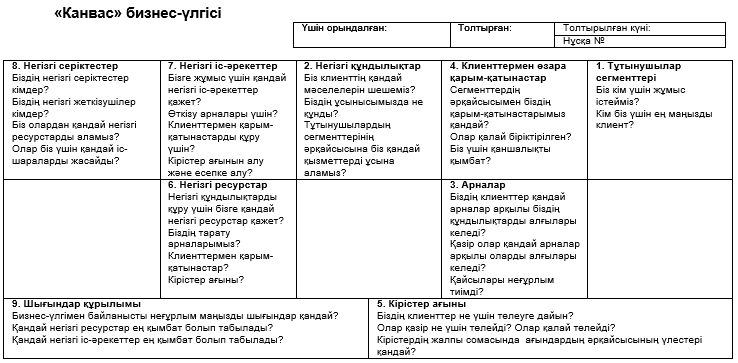 «Канвас» бизнес-үлгісі
Үшін орындалған:
Толтырған:
Толтырылған күні:
Нұсқа №
8. Негізгі серіктестер
Біздің негізгі серіктестер
кімдер?
Біздің негізгі жеткізушілер
кімдер?
Біз олардан қандай негізгі
ресурстарды аламыз?
Олар біз үшін қандай іс-
шараларды жасайды?
7. Негізгі іс-әрекеттер
Бізге жұмыс үшін қандай
негізгі іс-әрекеттер
қажет?
Өткізу арналары үшін?
Клиенттермен қарым-
қатынастарды құру
үшін?
Кірістер ағынын алу
және есепке алу?
2. Негізгі құндылықтар
Біз клиенттің қандай
мәселелерін шешеміз?
Біздің ұсынысымызда не
құнды?
Тұтынушылардың
сегменттерінің
әрқайсысына біз қандай
қызметтерді ұсына
аламыз?
4. Клиенттермен өзара
қарым-қатынастар
Сегменттердің
әрқайсысмен біздің
қарым-қатынастарымыз
қандай?
Олар қалай біріктірілген?
Біз үшін қаншалықты
қымбат?
1. Тұтынушылар
сегменттері
Біз кім үшін жұмыс
істейміз?
Кім біз үшін ең маңызды
клиент?
6. Негізгі ресурстар
Негізгі құндылықтарды
құру үшін бізге қандай
негізгі ресурстар қажет?
Біздің тарату
арналарымыз?
Клиенттермен қарым-
қатынастар?
Кірістер ағыны?
3. Арналар
Біздің клиенттер қандай
арналар арқылы біздің
құндылықтарды алғылары
келеді?
Қазір олар қандай арналар
арқылы оларды алғылары
келеді?
Қайсылары неғұрлым
тиімді?
9. Шығындар құрылымы
Бизнес-үлгімен байланысты неғұрлым маңызды шығындар қандай?
Қандай негізгі ресурстар ең қымбат болып табылады?
Қандай негізгі іс-әрекеттер ең қымбат болып табылады?
5. Кірістер ағыны
Біздің клиенттер не үшін төлеуге дайын?
Олар қазір не үшін төлейді? Олар қалай төлейді?
Кірістердің жалпы сомасында ағындардың әрқайсысының үлестері
қандай?